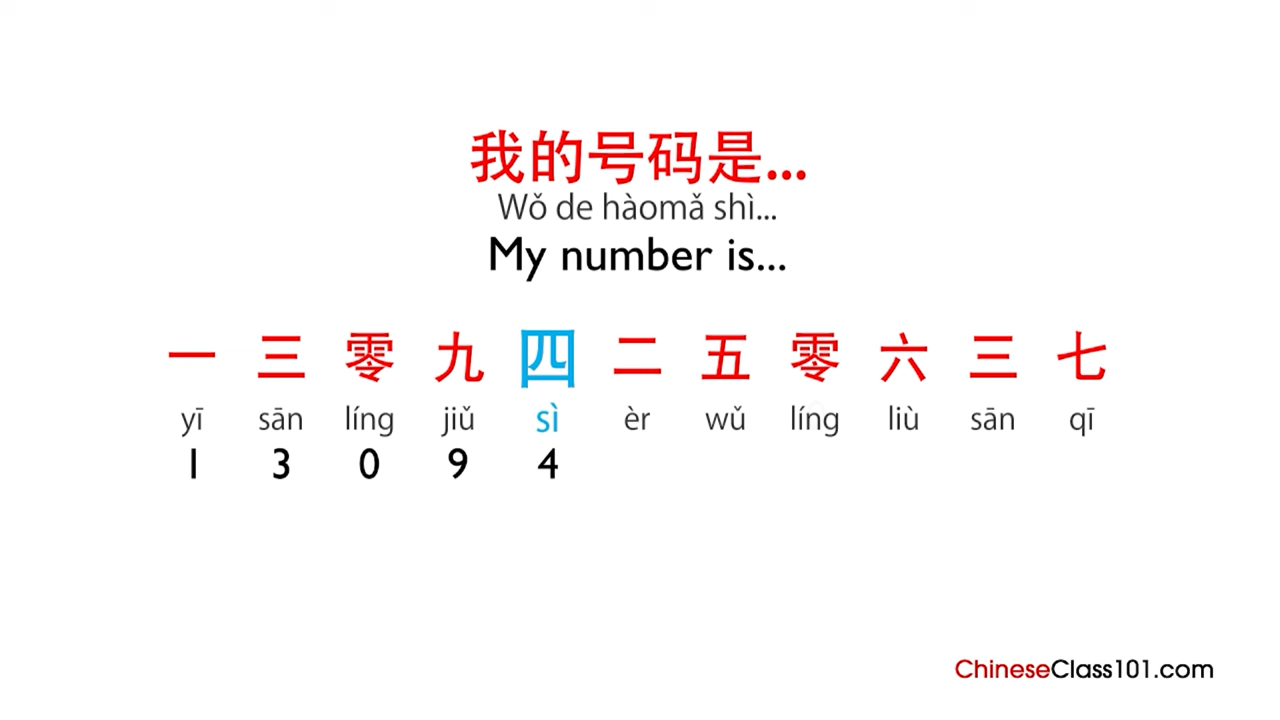 我的号码是...
Wǒ de hàomǎ shì...
My number is...
一 三 零 九 四 二 五 零 六 三 七
yī sān líng jiǔ sì èr wǔ líng liù sān qī
1 3 0 9 4
ChineseClass101.com